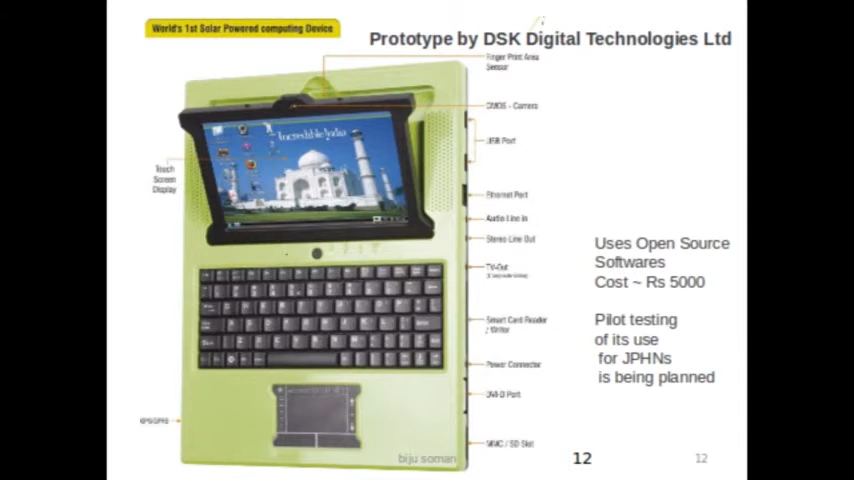 World's 1st Solar Powered computing Device
Prototype by DSK Digital Technologies Ltd
Finger Print Area
Sensor
CMOS - Camera
USB Port
Incredible !ndia
Touch
Screen
Display
Ethernet Port
Audio Line In
Stereo Line Out
TV-Out
Uses Open Source
Softwares
Cost ~ Rs 5000
Smart Card Reader
/ Writer
Pilot testing
of its use
for JPHNs
is being planned
Power Connector
DVI-D Port
MMC / SD Slot
biju soman
12
12